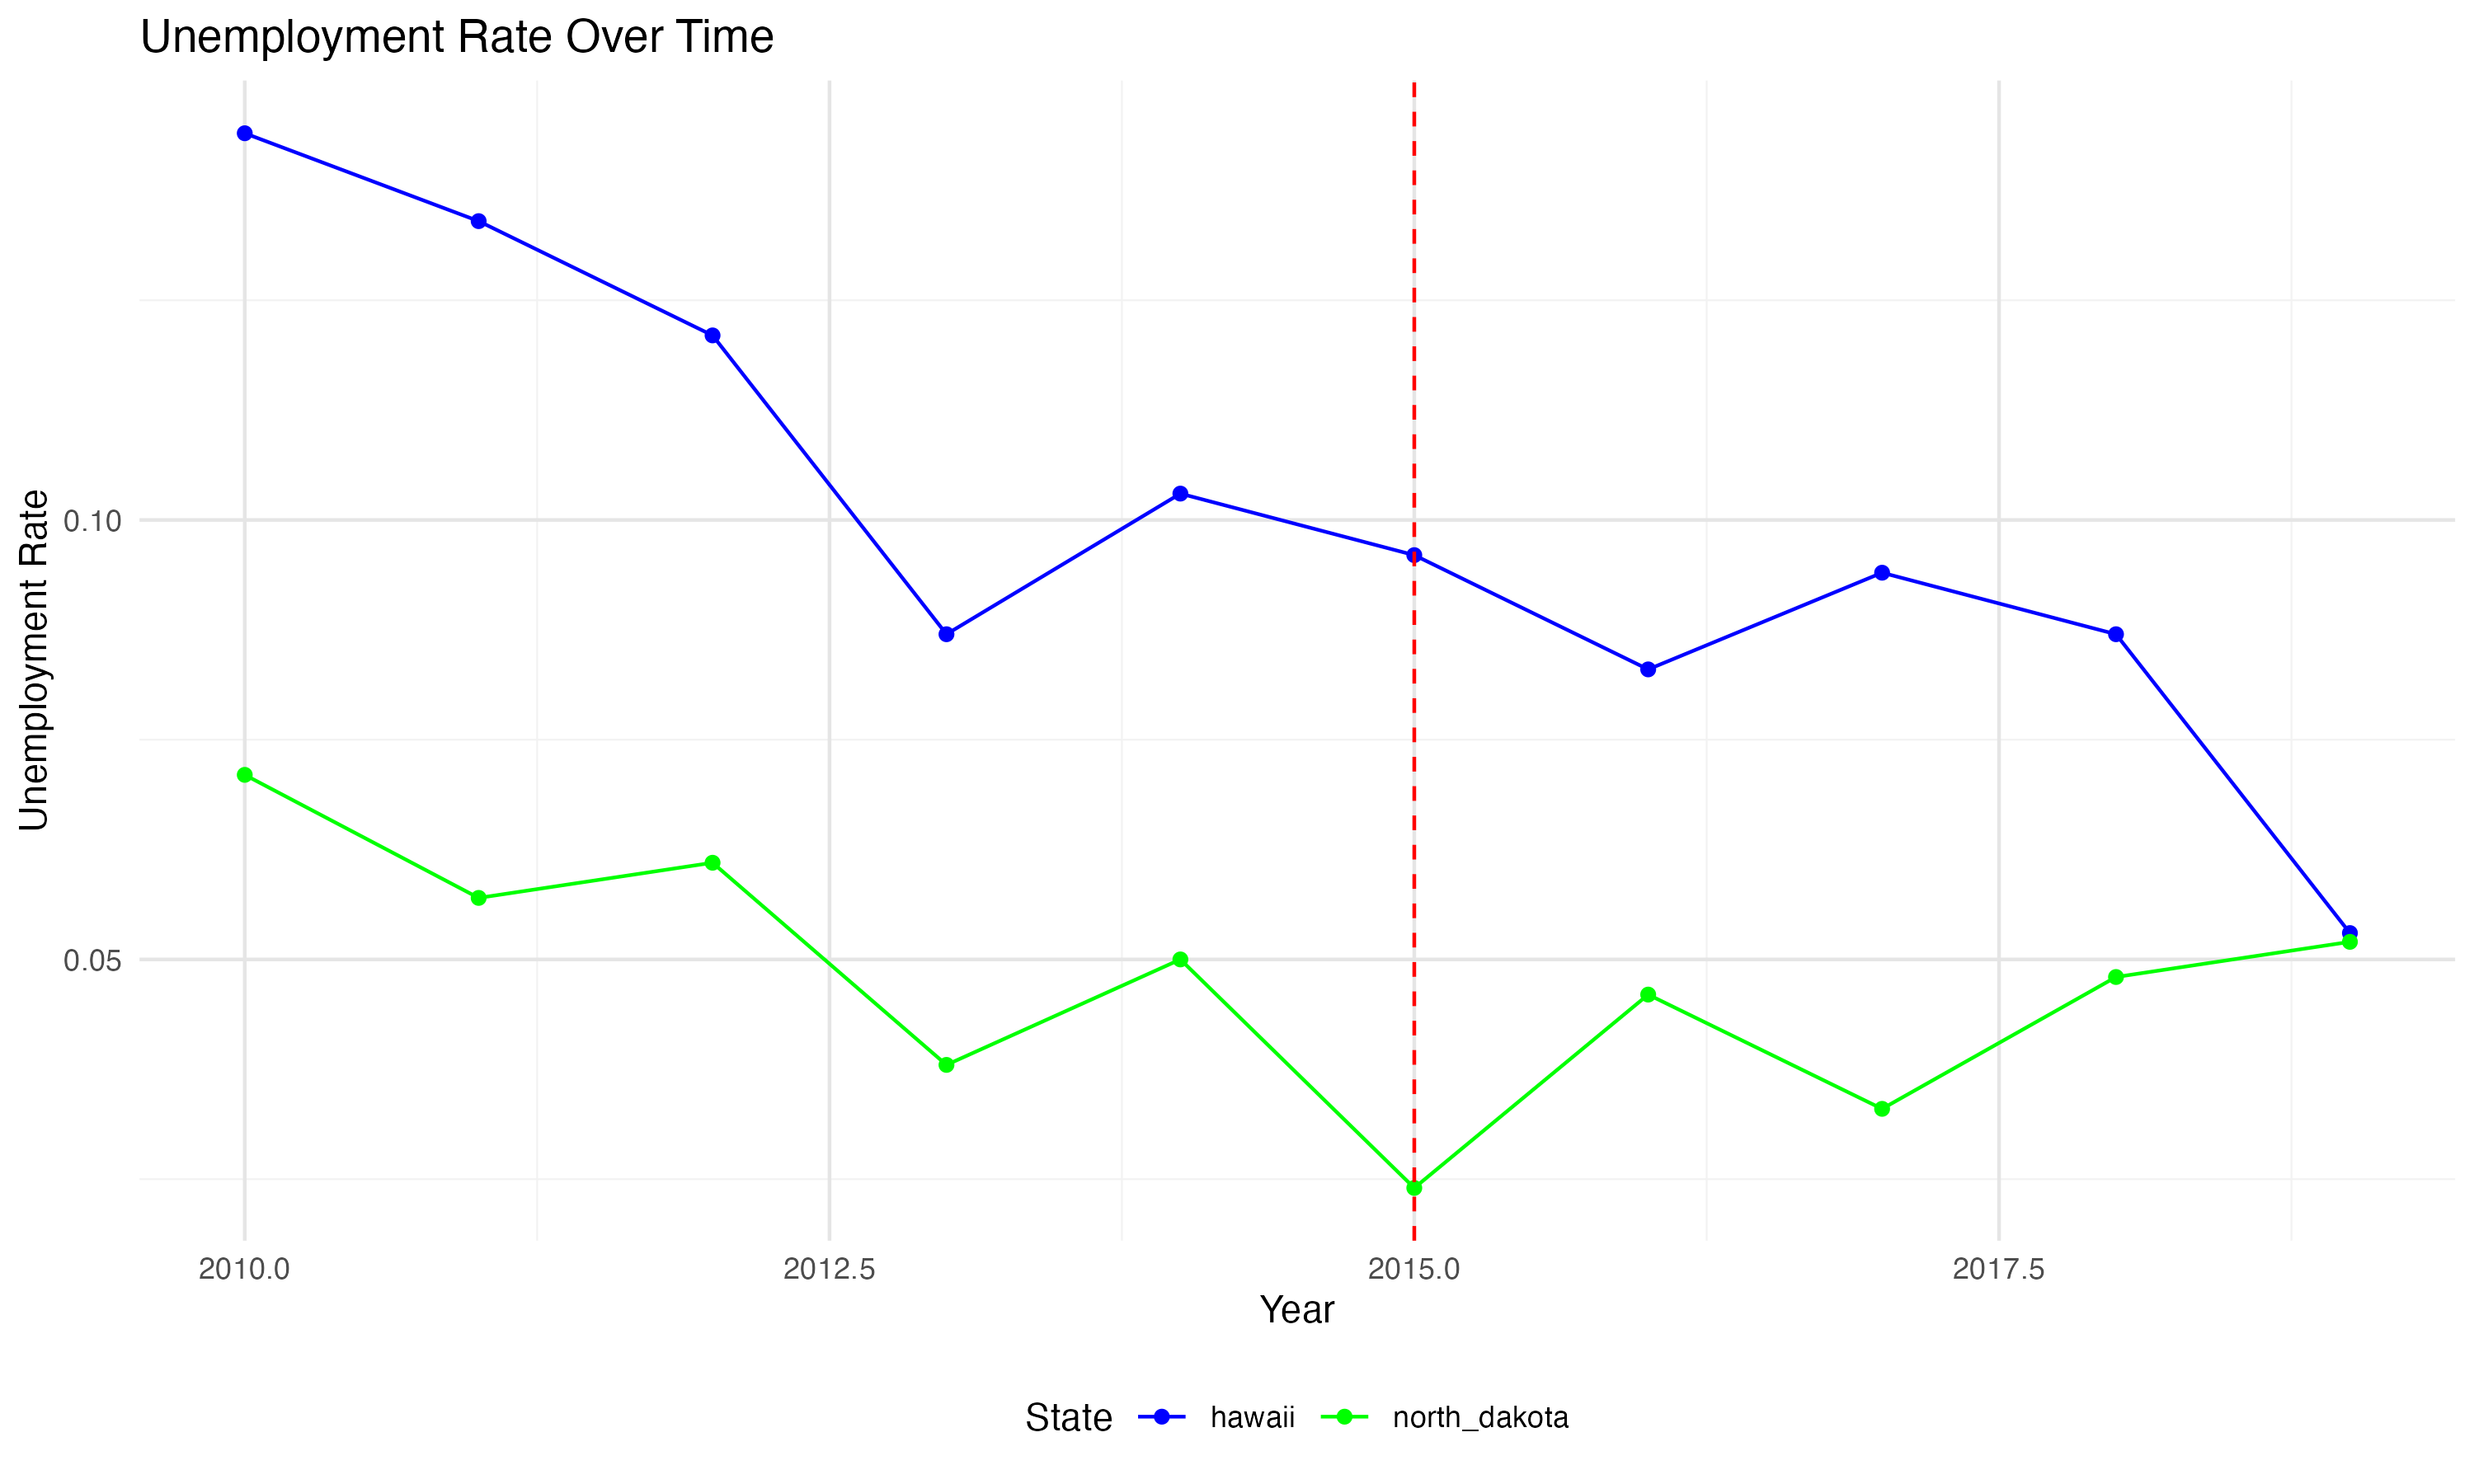 Unemployment Rate Over Time
Unemployment Rate
0.10
0.05
2010.0 2012.5 2015.0 2017.5
Year
State hawaii north_dakota